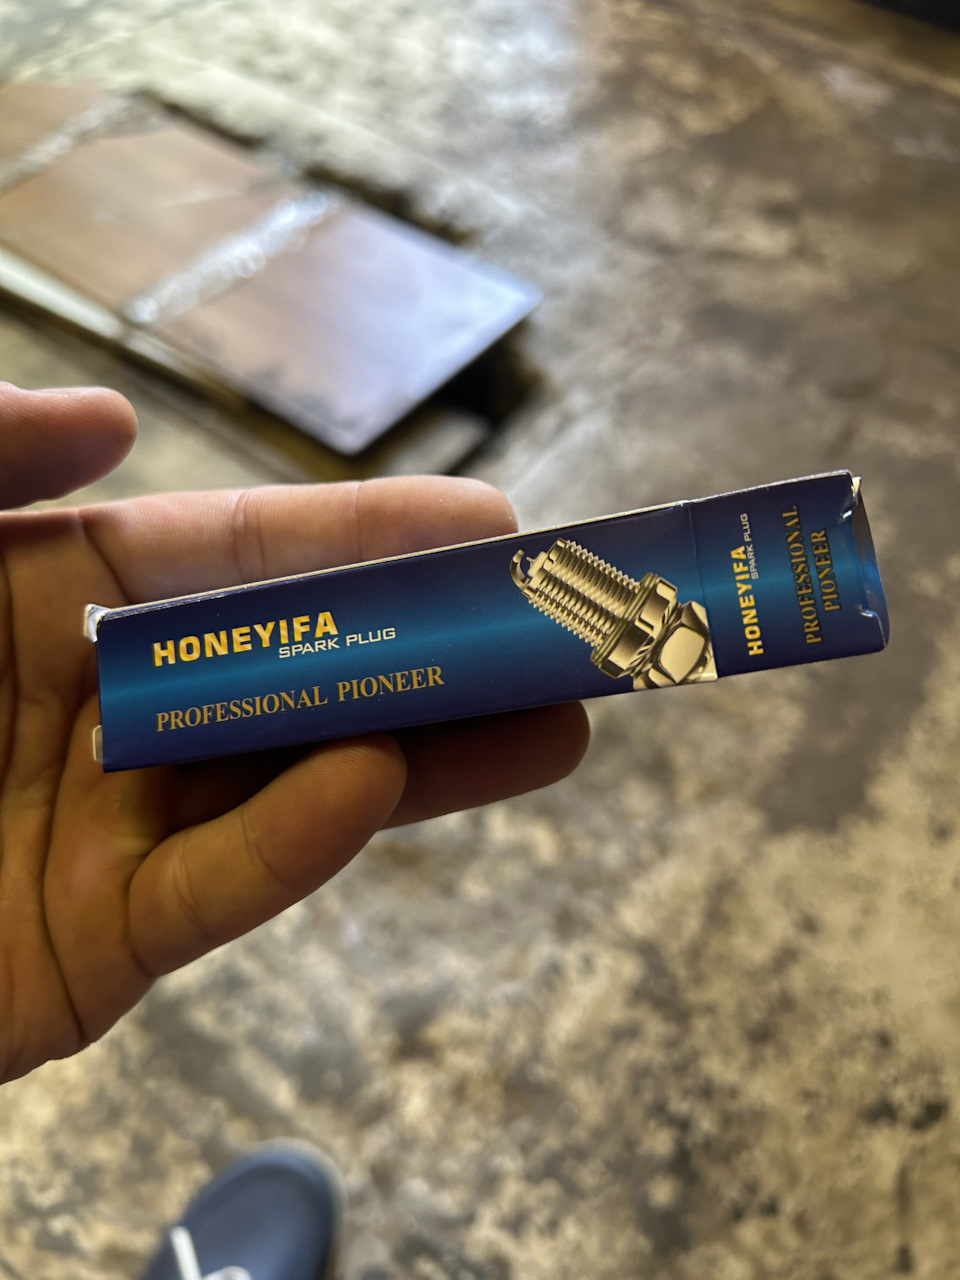 HONEYIFA
SPARK PLUG
PROFESSIONAL PIONEER
HONEYIFA
SPARK PLUG
PROFESSIONAL
PIONEER